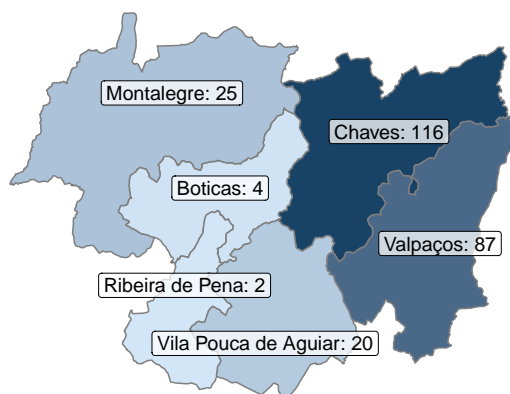 Montalegre: 25
Chaves: 116
Boticas: 4
Valpaços: 87
Ribeira de Pena: 2
Vila Pouca de Aguiar: 20